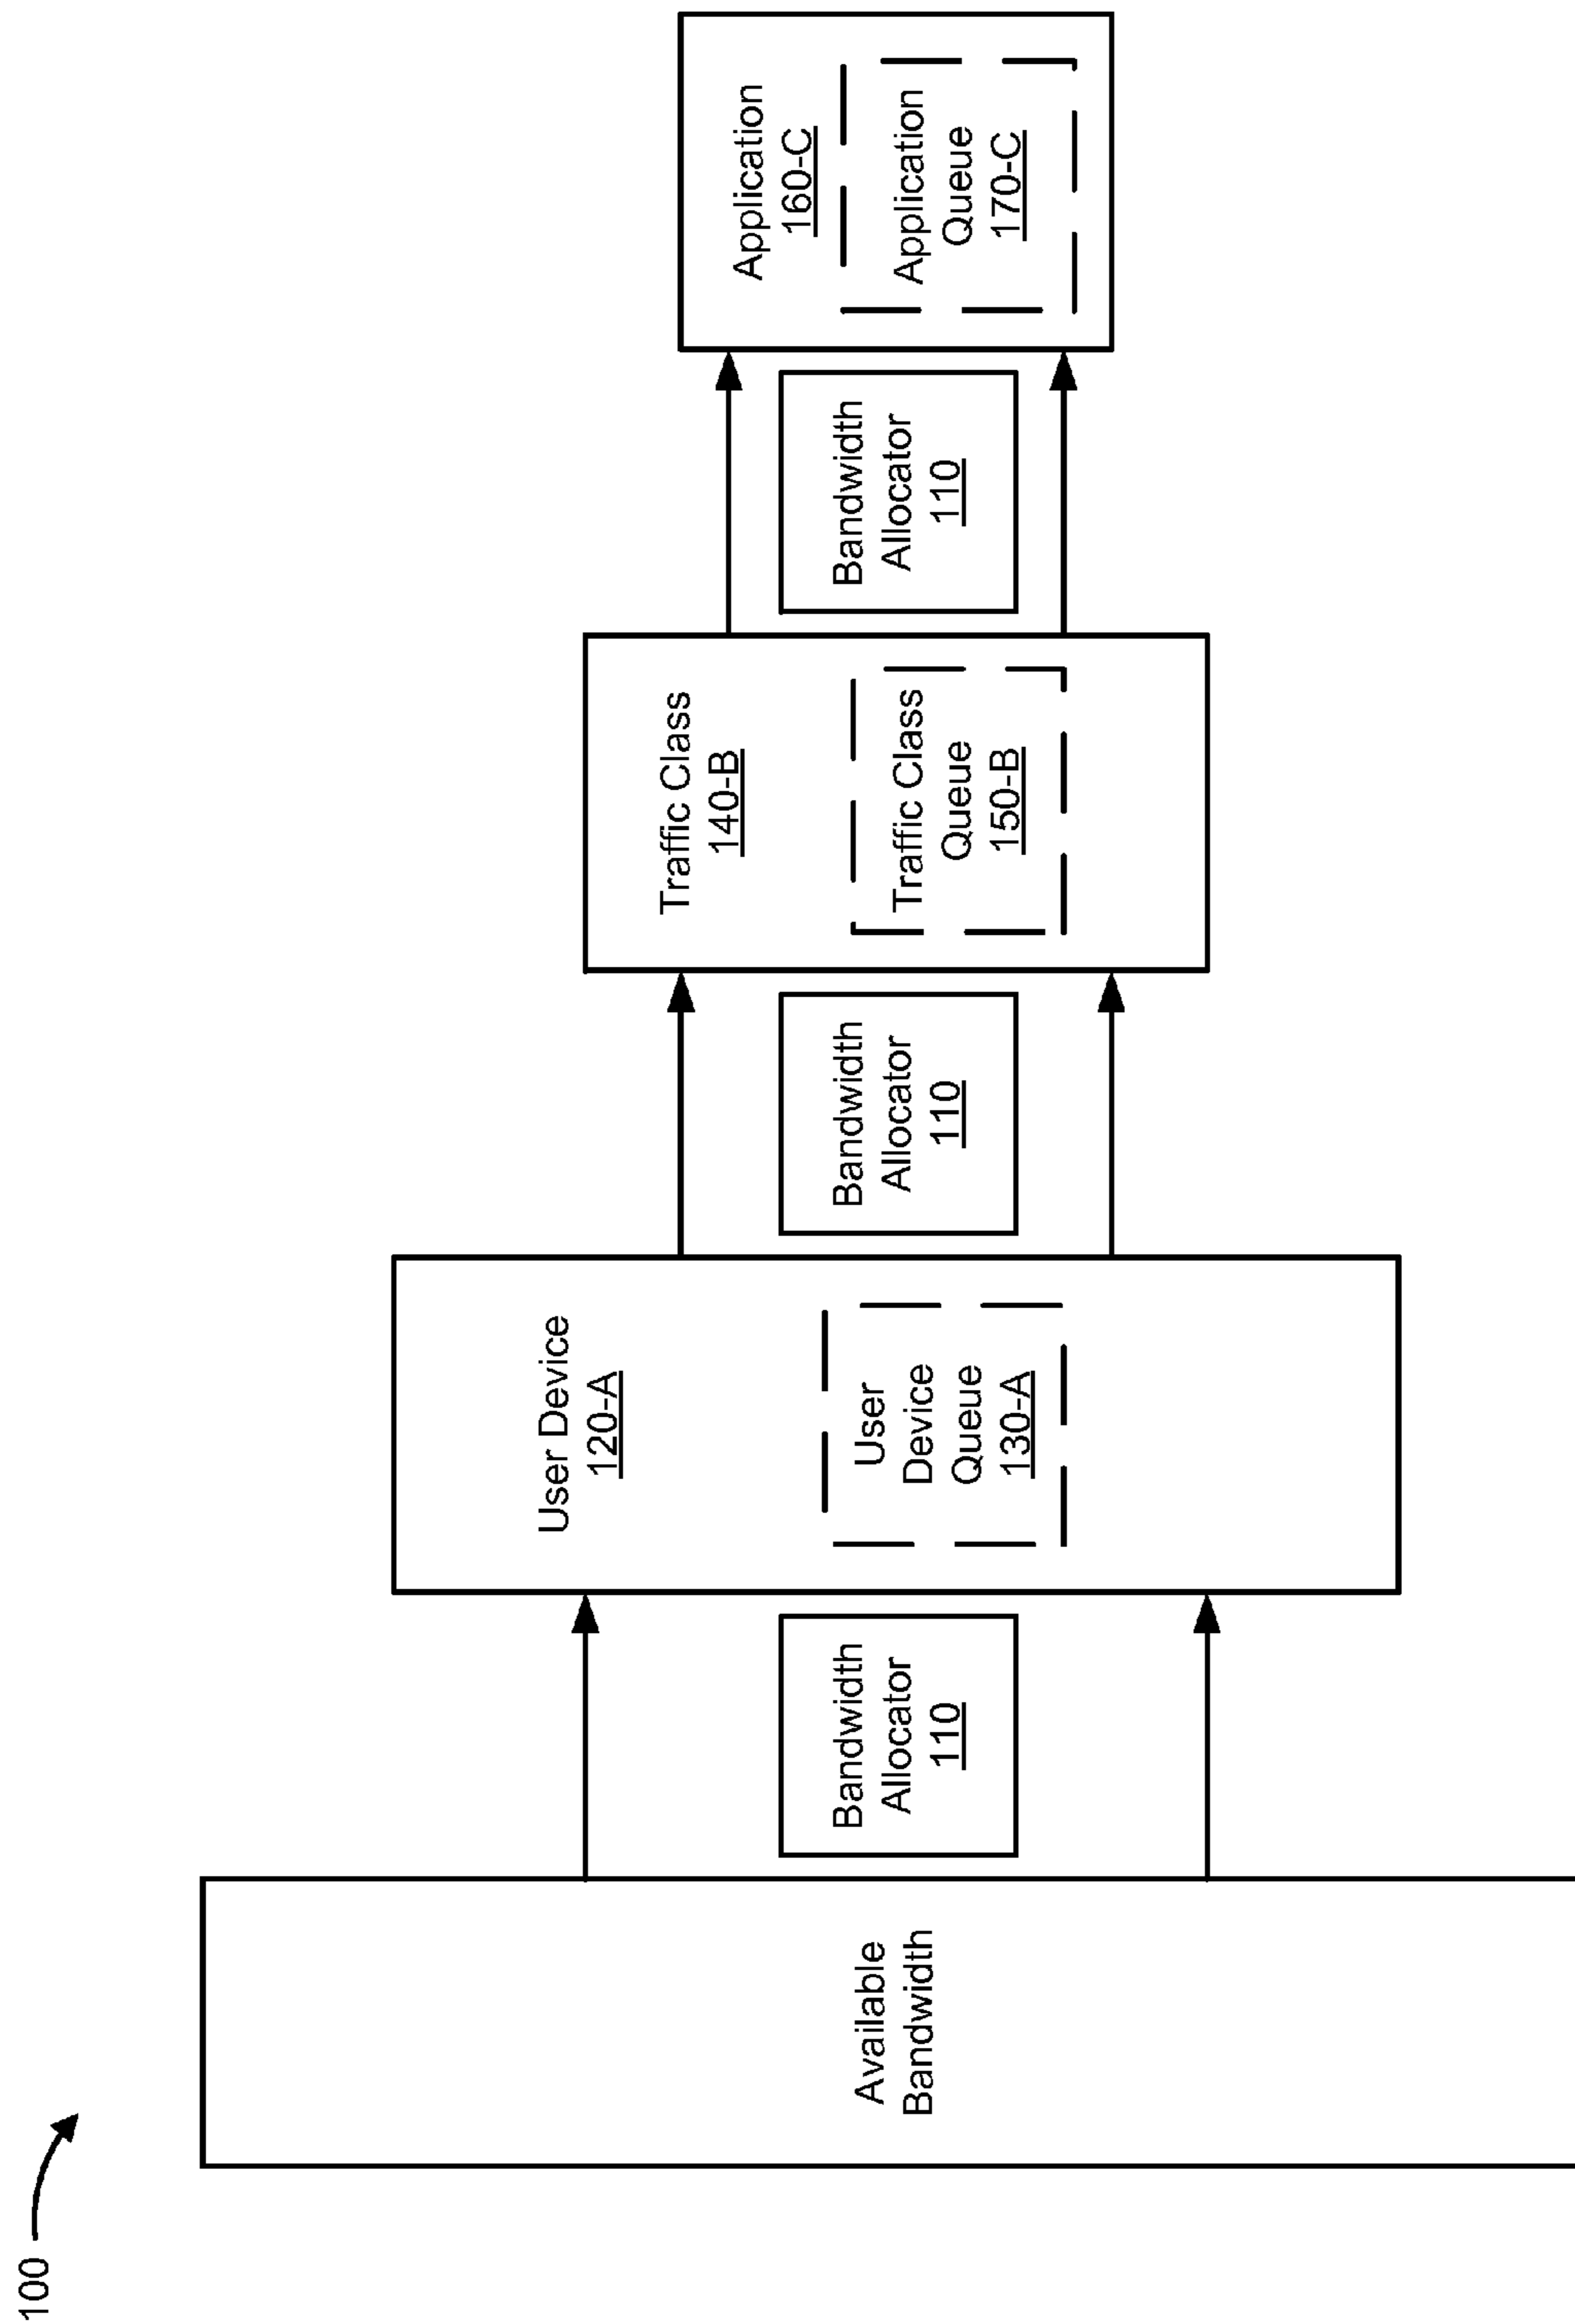 100
Available
Bandwidth
Bandwidth
Allocator
110
User Device
120-A
User
Device
Queue
130-A
Bandwidth
Allocator
110
Traffic Class
140-B
Traffic Class
Queue
150-B
Bandwidth
Allocator
110
Application
160-C
Application
Queue
170-C